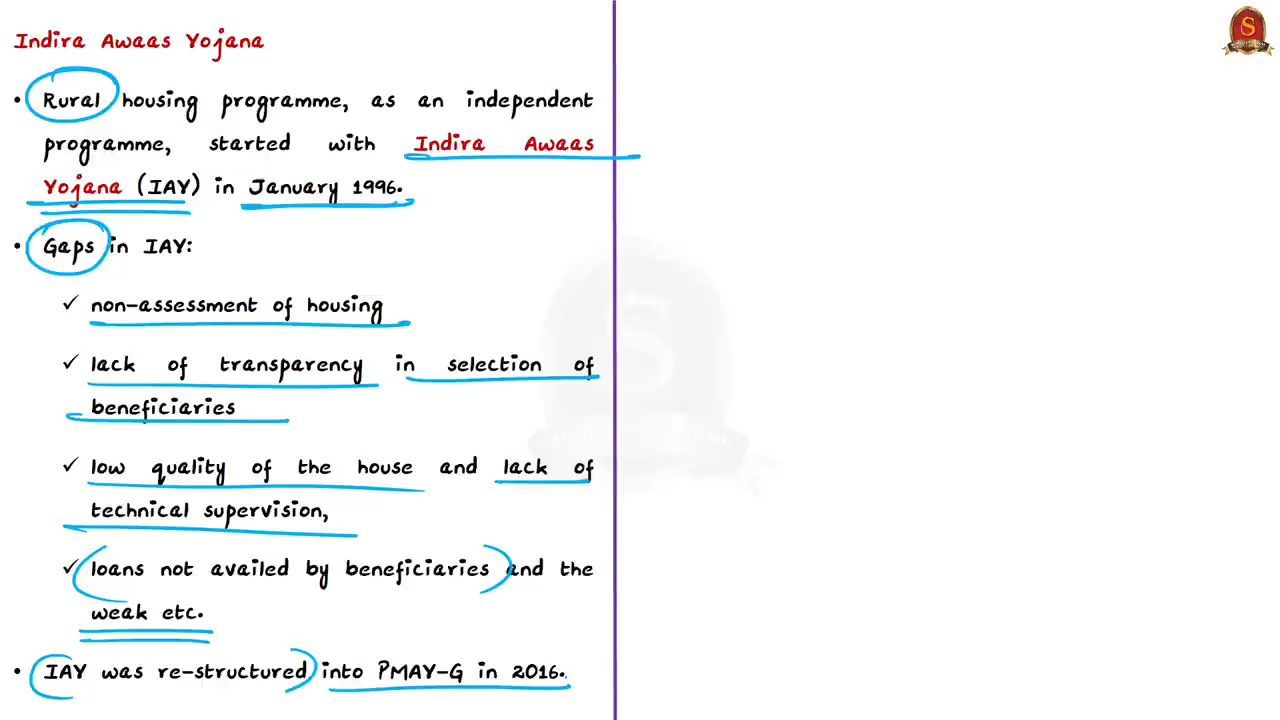 Indira Awaas Yojana
• Rural housing programme, as an independent
programme, started with Indira Awaas
Yojana (IAY) in January 1996.
• Gaps in IAY:
✓ non-assessment of housing
✓ lack of transparency in selection of
beneficiaries
✓ low quality of the house and lack of
technical supervision,
✓ loans not availed by beneficiaries and the
weak etc.
• IAY was re-structured into PMAY-G in 2016.
S
S